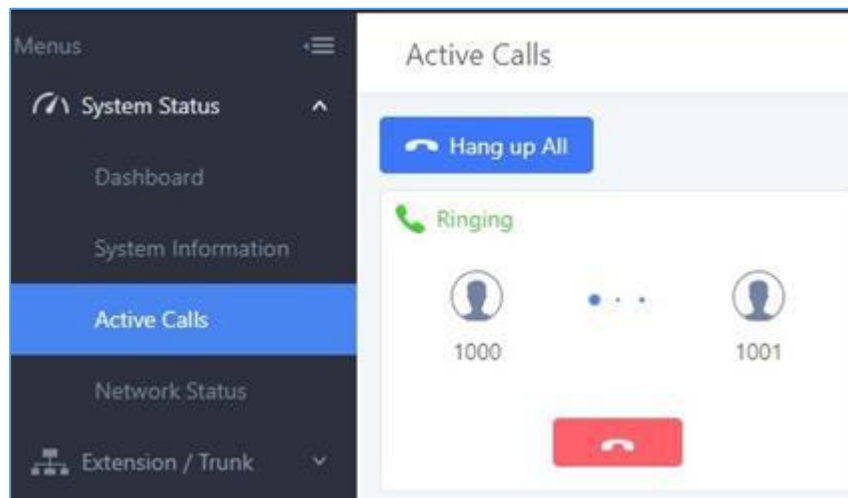 Menus
System Status
Dashboard
System Information
Active Calls
Network Status
Extension / Trunk
Active Calls
Hang up All
Ringing
1000 1001